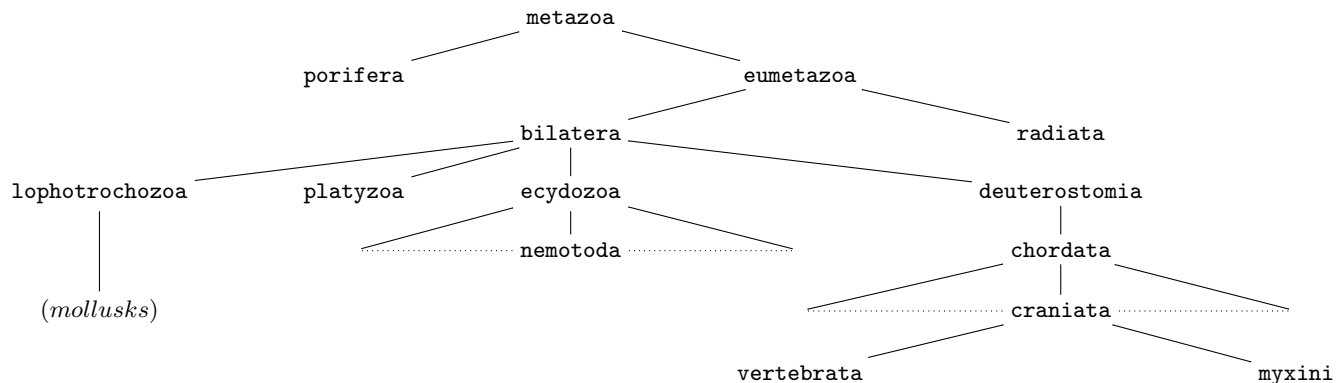 metazoa
porifera eumetazoa
bilatera radiata
lophotrochozoa platyzoa ecydozoa deuterostomia
nemotoda chordata
(mollusks) craniata
vertebrata myxini